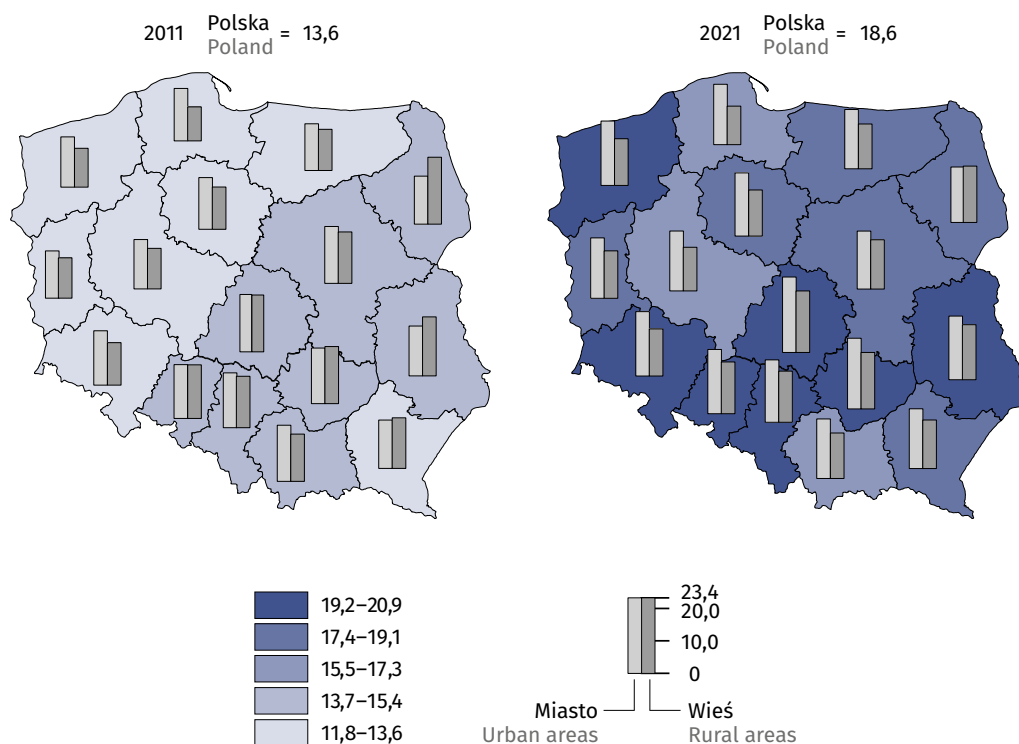 2011 Polska = 13,6
Poland
2021 Polska = 18,6
Poland
19,2–20,9
17,4–19,1
15,5–17,3
13,7–15,4
11,8–13,6
23,4
20,0
10,0
0
Miasto Wieś
Urban areas Rural areas